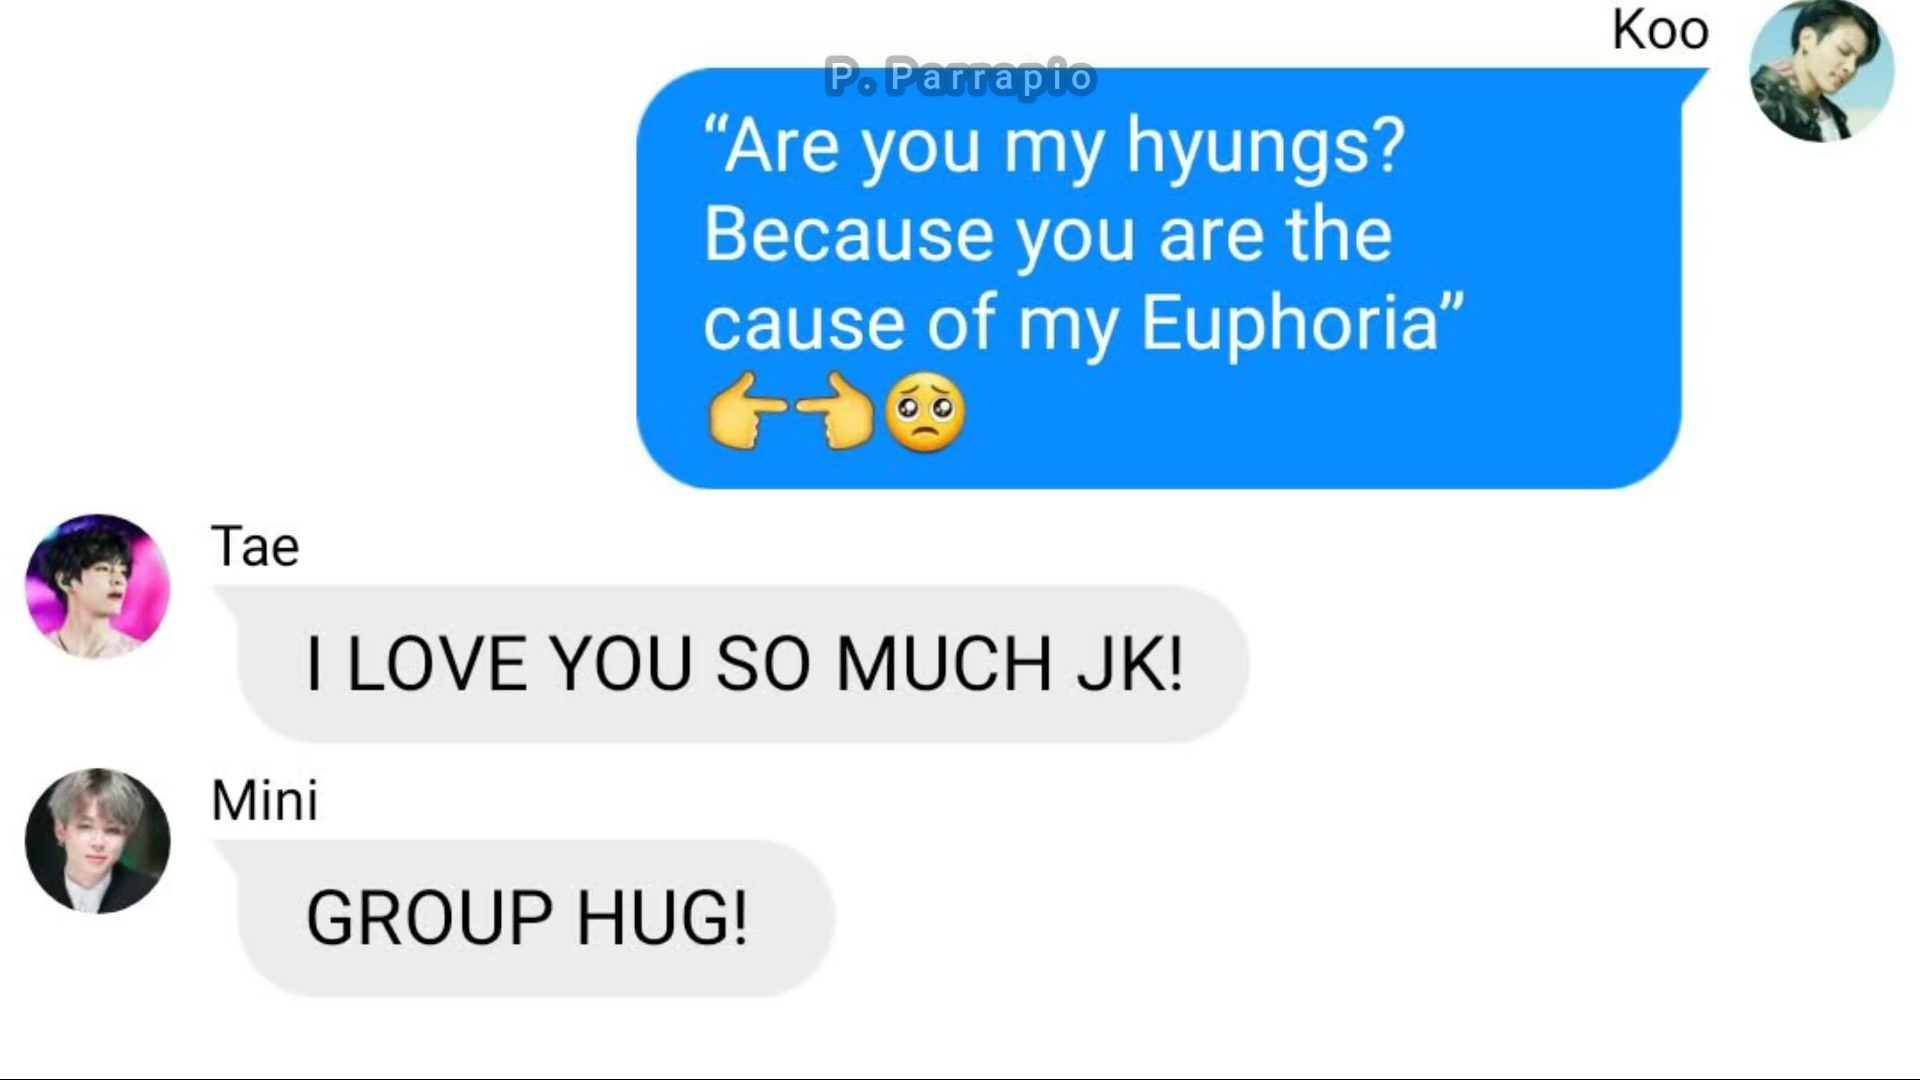 Koo
P. Parrapio
“Are you my hyungs?
Because you are the
cause of my Euphoria”
👉👈🥺
Tae
I LOVE YOU SO MUCH JK!
Mini
GROUP HUG!